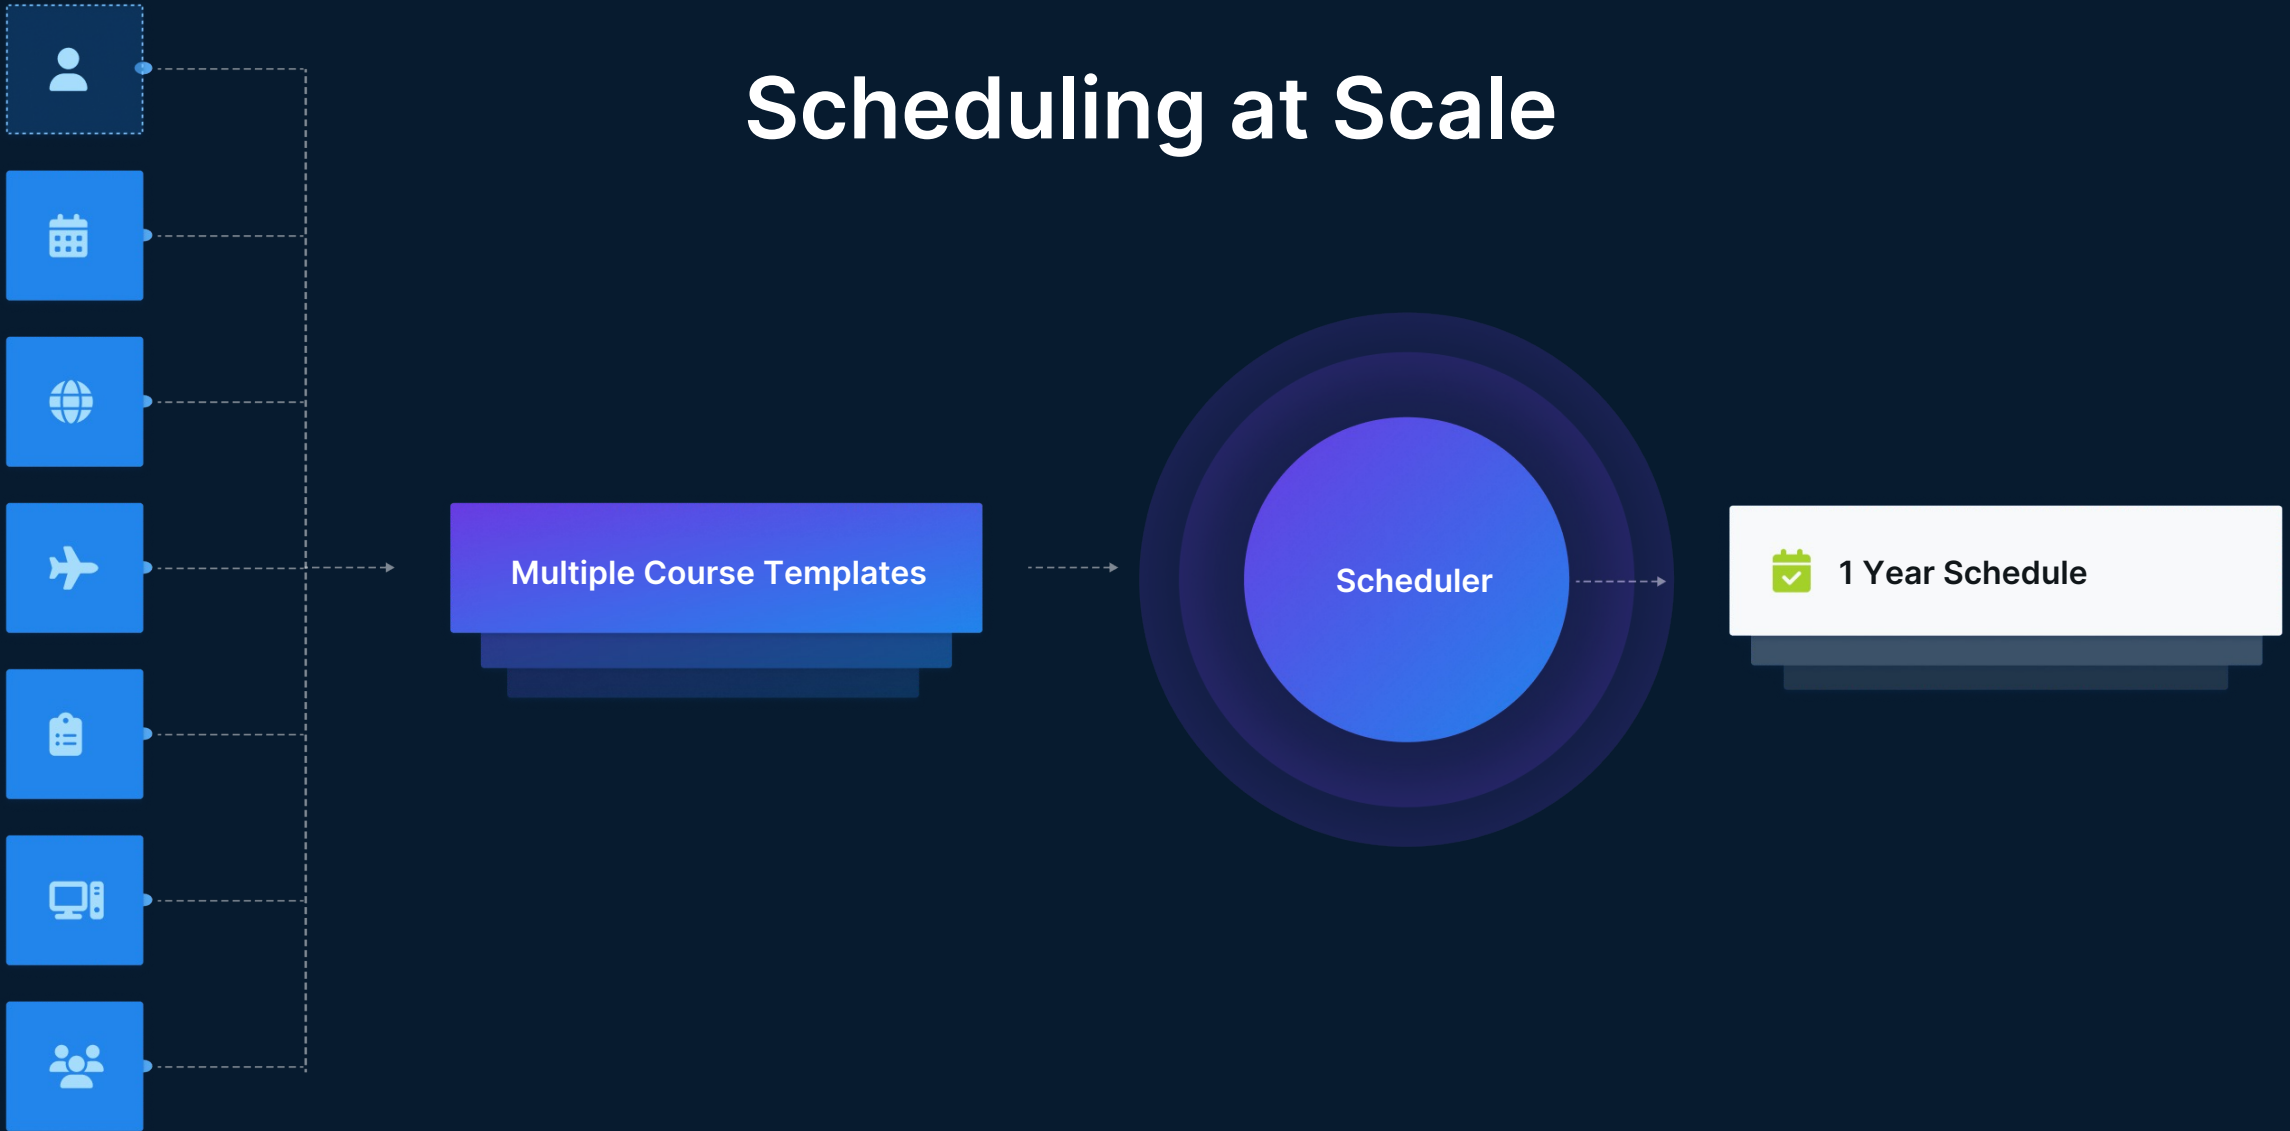 Scheduling at Scale
Multiple Course Templates
Scheduler
1 Year Schedule